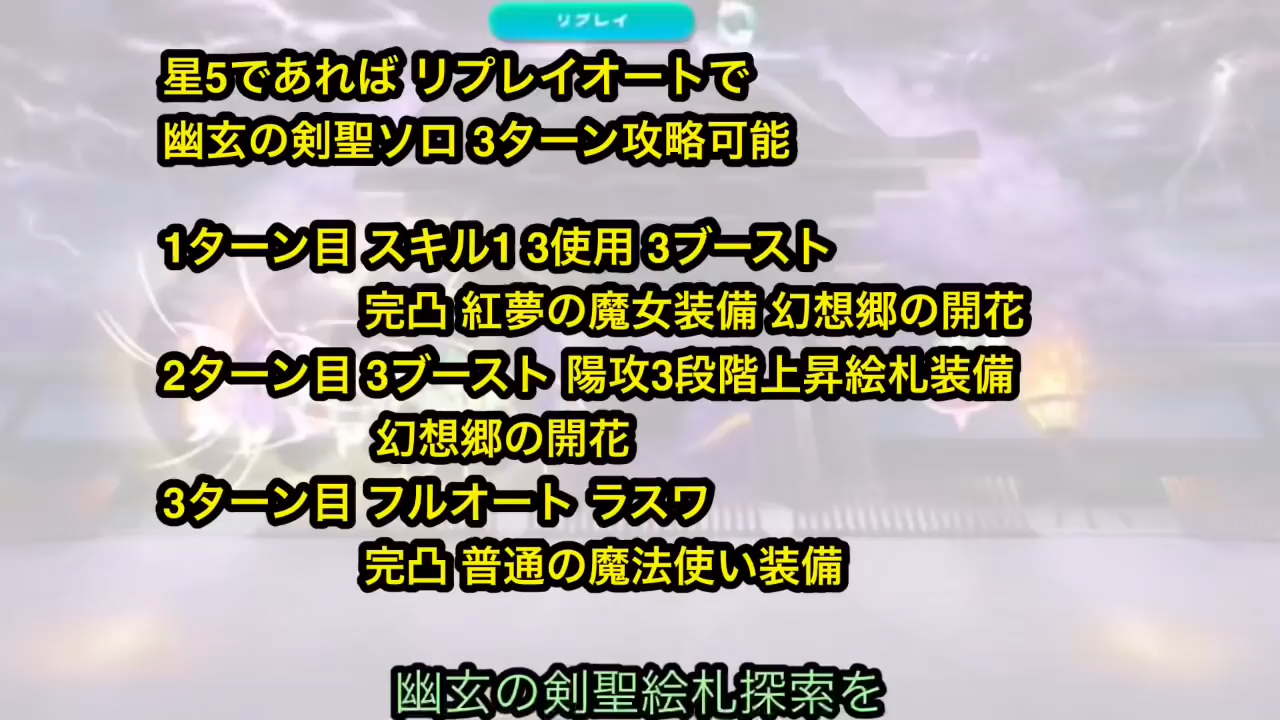 リプレイ
星5であれば リプレイオートで
幽玄の剣聖ソロ 3ターン攻略可能
1ターン目 スキル1 3使用 3ブースト
完凸 紅夢の魔女装備 幻想郷の開花
2ターン目 3ブースト 陽攻3段階上昇絵札装備
幻想郷の開花
3ターン目 フルオート ラスワ
完凸 普通の魔法使い装備
幽玄の剣聖絵札探索を